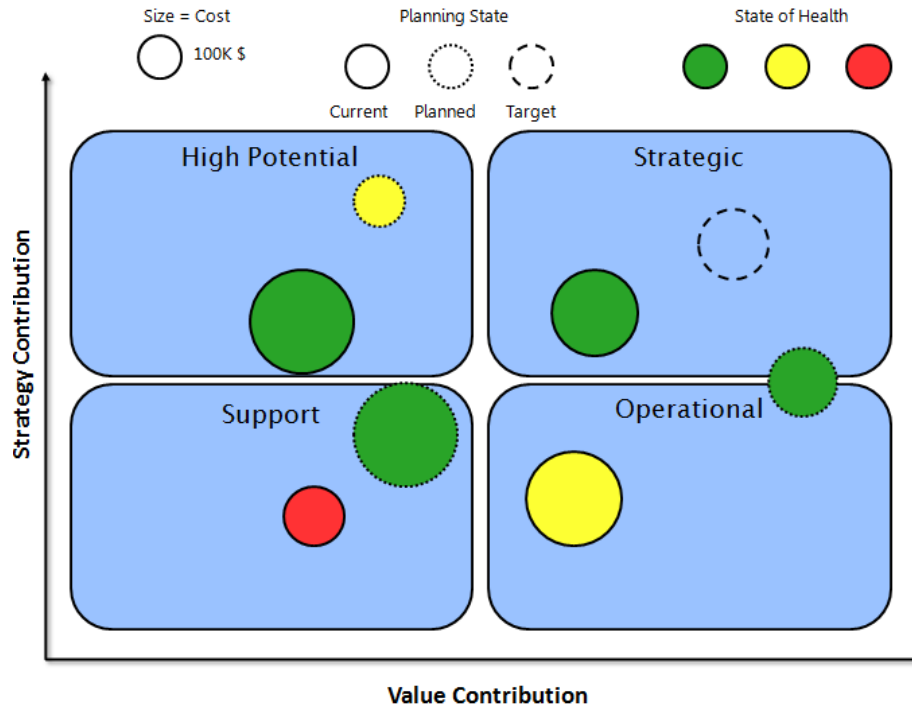 Size = Cost
Planning State
State of Health
100K $
Current
Planned
Target
High Potential
Strategic
Strategy Contribution
Support
Operational
Value Contribution